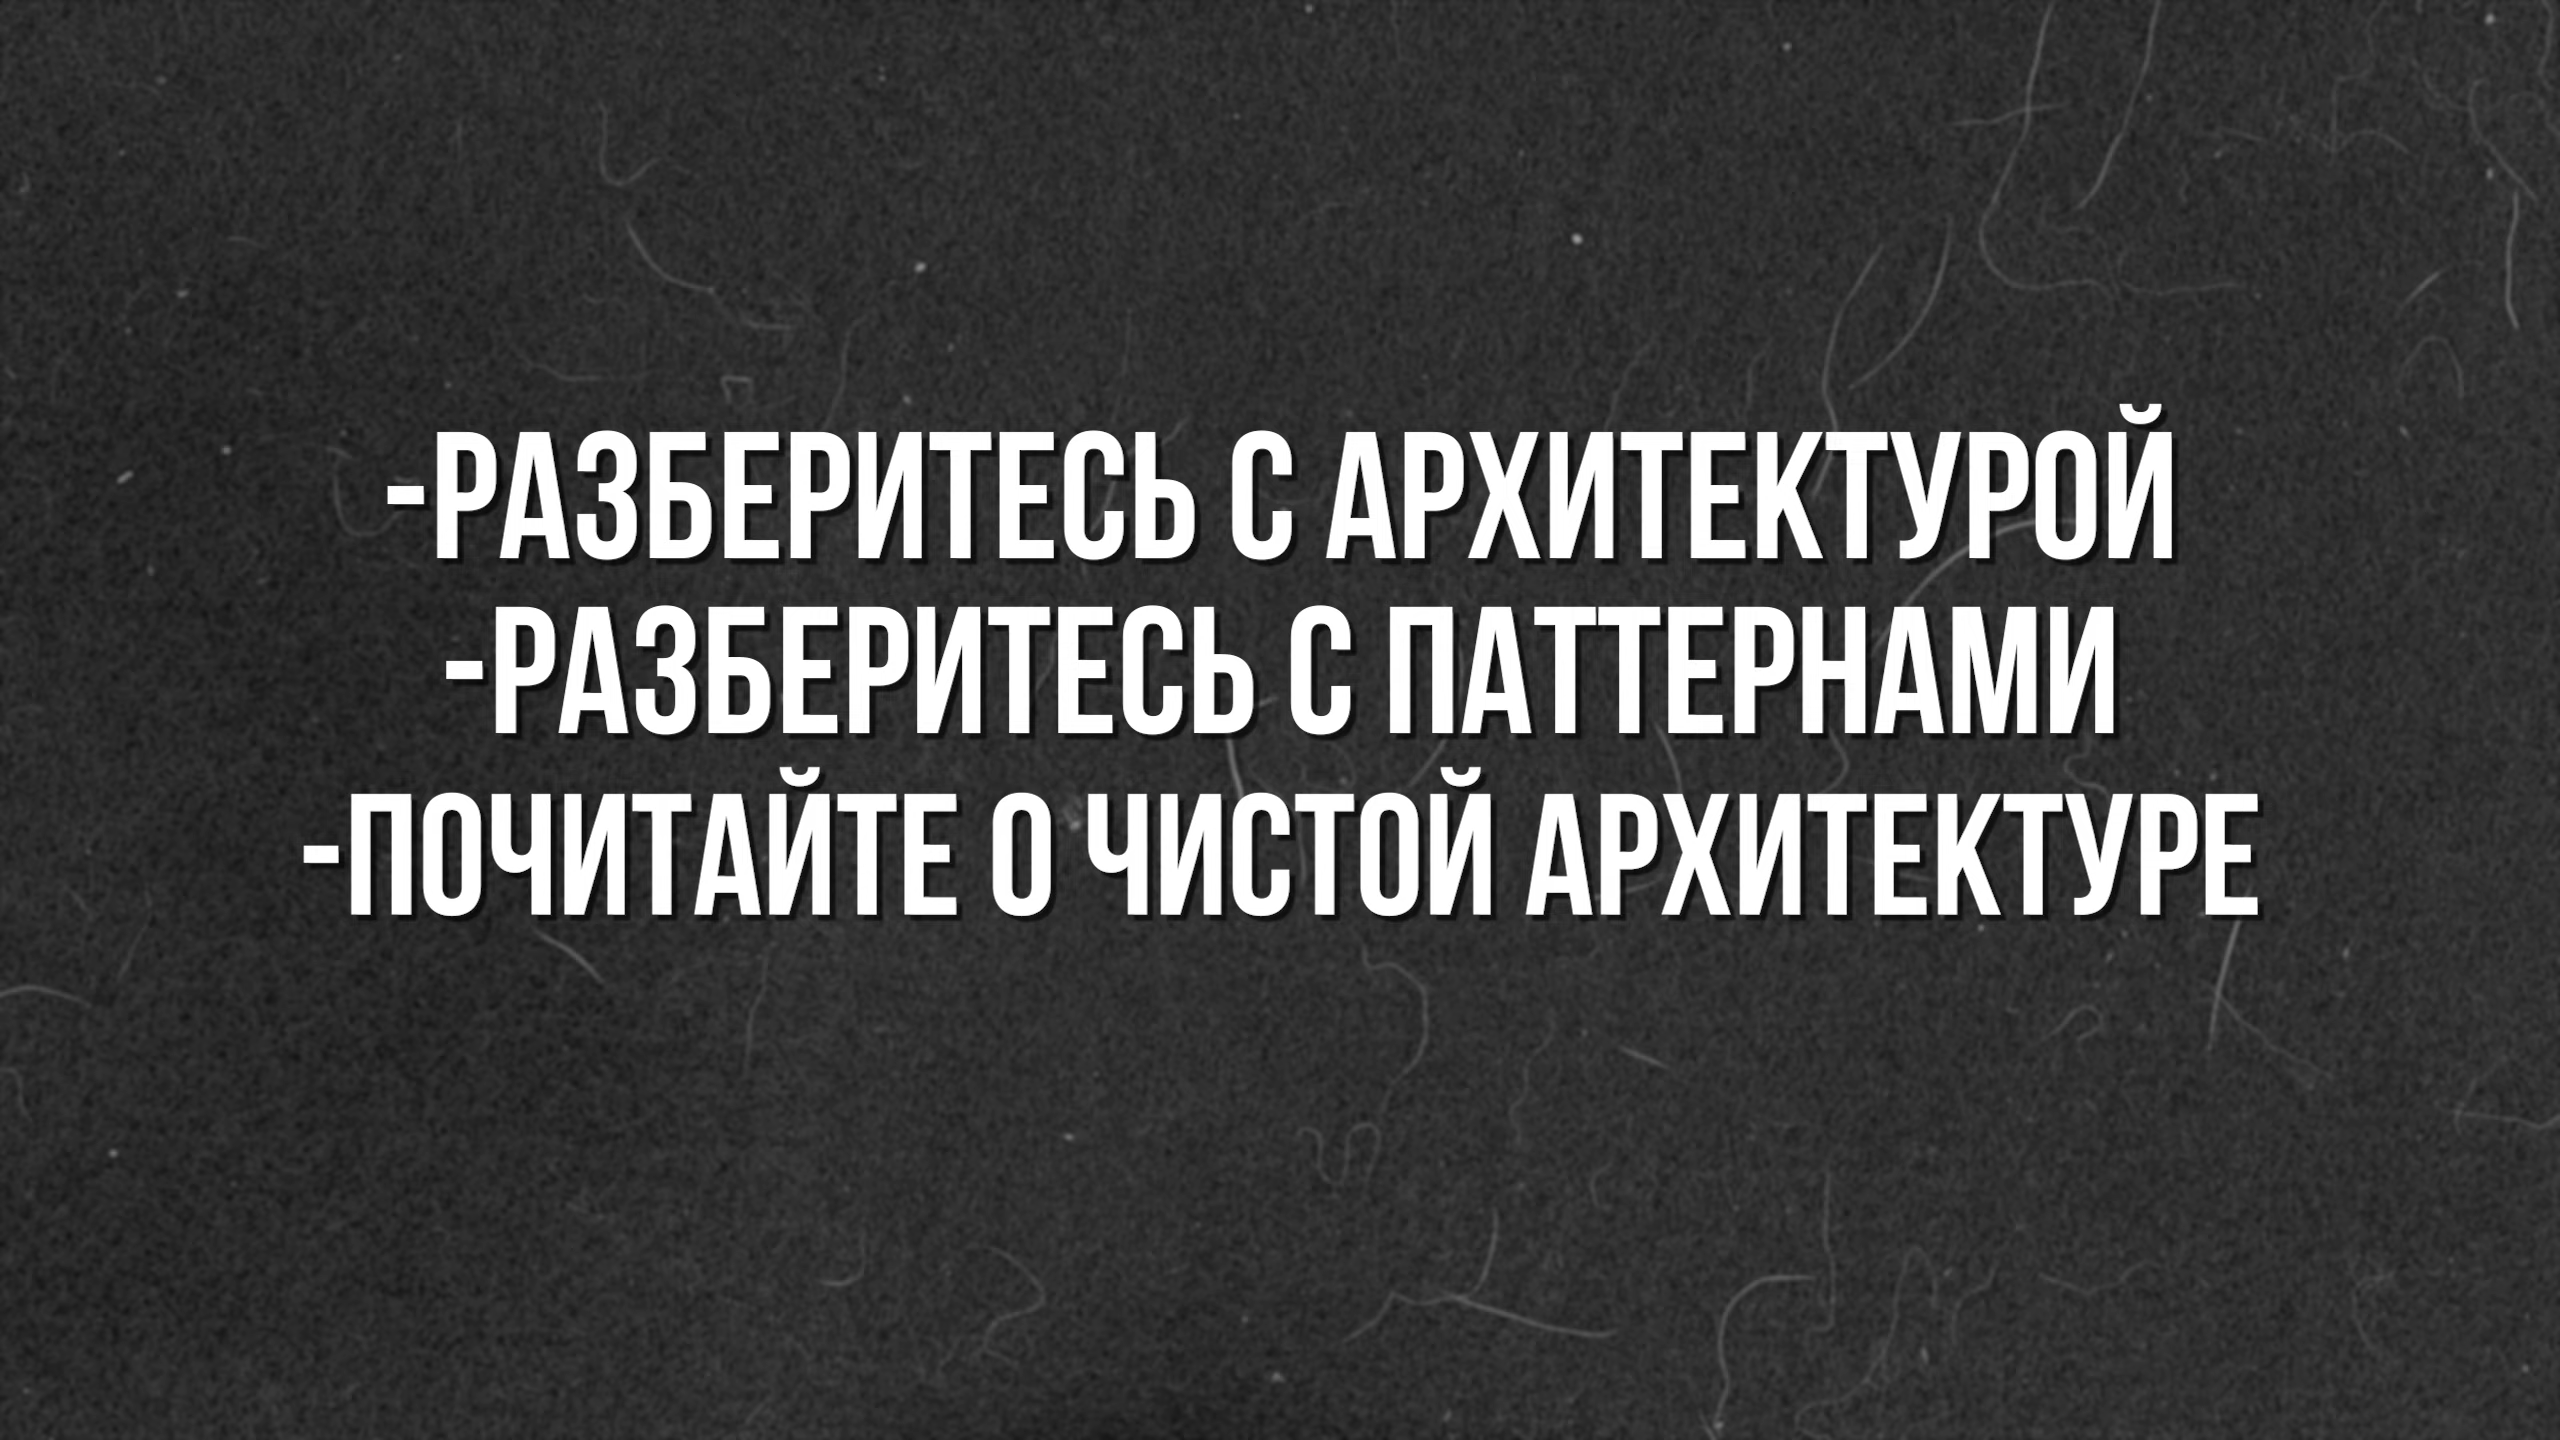 -РАЗБЕРИТЕСЬ С АРХИТЕКТУРОЙ
-РАЗБЕРИТЕСЬ С ПАТТЕРНАМИ
-ПОЧИТАЙТЕ О ЧИСТОЙ АРХИТЕКТУРЕ